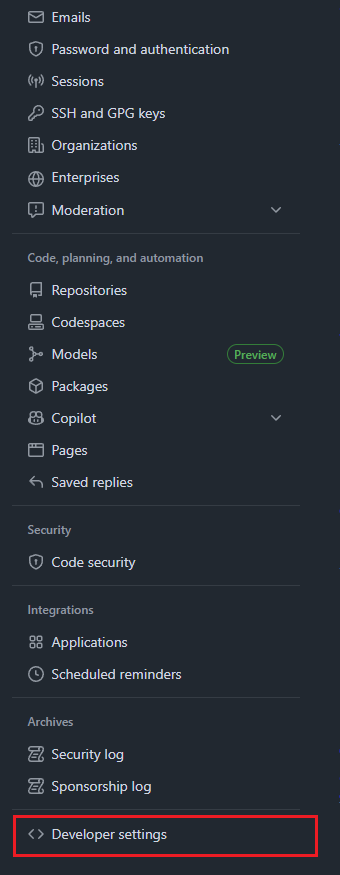 Emails
Password and authentication
Sessions
SSH and GPG keys
Organizations
Enterprises
Moderation
Code, planning, and automation
Repositories
Codespaces
Models Preview
Packages
Copilot
Pages
Saved replies
Security
Code security
Integrations
Applications
Scheduled reminders
Archives
Security log
Sponsorship log
Developer settings